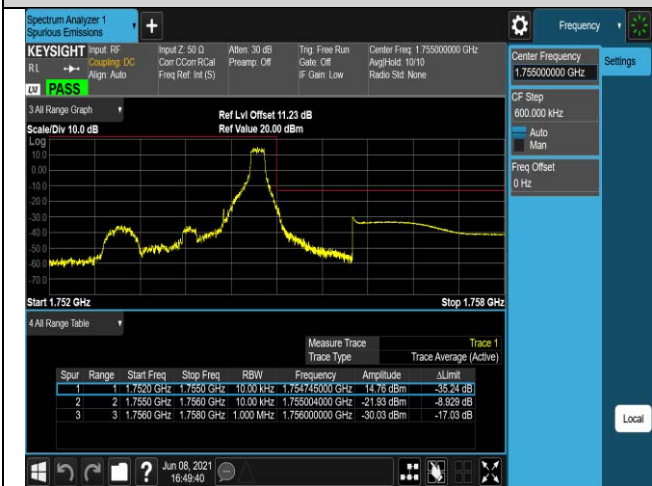 Spectrum Analyzer 1
Spurious Emissions
+
Frequency
KEYSIGHT Input: RF Input Z: 50 Ω Atten: 30 dB Trig: Free Run Center Freq: 1.755000000 GHz
RL Coupling: DC Corr CCorr RCal Preamp: Off Gate: Off Avg|Hold: 10/10
Align: Auto Freq Ref: Int (S) IF Gain: Low Radio Std: None
LXI PASS
Center Frequency
1.755000000 GHz
Settings
CF Step
600.000 kHz
Auto
Man
Freq Offset
0 Hz
3 All Range Graph
Ref Lvl Offset 11.23 dB
Scale/Div 10.0 dB Ref Value 20.00 dBm
Log
10.0
0.00
-10.0
-20.0
-30.0
-40.0
-50.0
-60.0
-70.0
Start 1.752 GHz Stop 1.758 GHz
4 All Range Table
Measure Trace Trace 1
Trace Type Trace Average (Active)
Spur Range Start Freq Stop Freq RBW Frequency Amplitude ΔLimit
1 1 1.7520 GHz 1.7550 GHz 10.00 kHz 1.754745000 GHz 14.76 dBm -35.24 dB
2 2 1.7550 GHz 1.7560 GHz 10.00 kHz 1.755004000 GHz -21.93 dBm -8.929 dB
3 3 1.7560 GHz 1.7580 GHz 1.000 MHz 1.756000000 GHz -30.03 dBm -17.03 dB
Local
? Jun 08, 2021
16:49:40